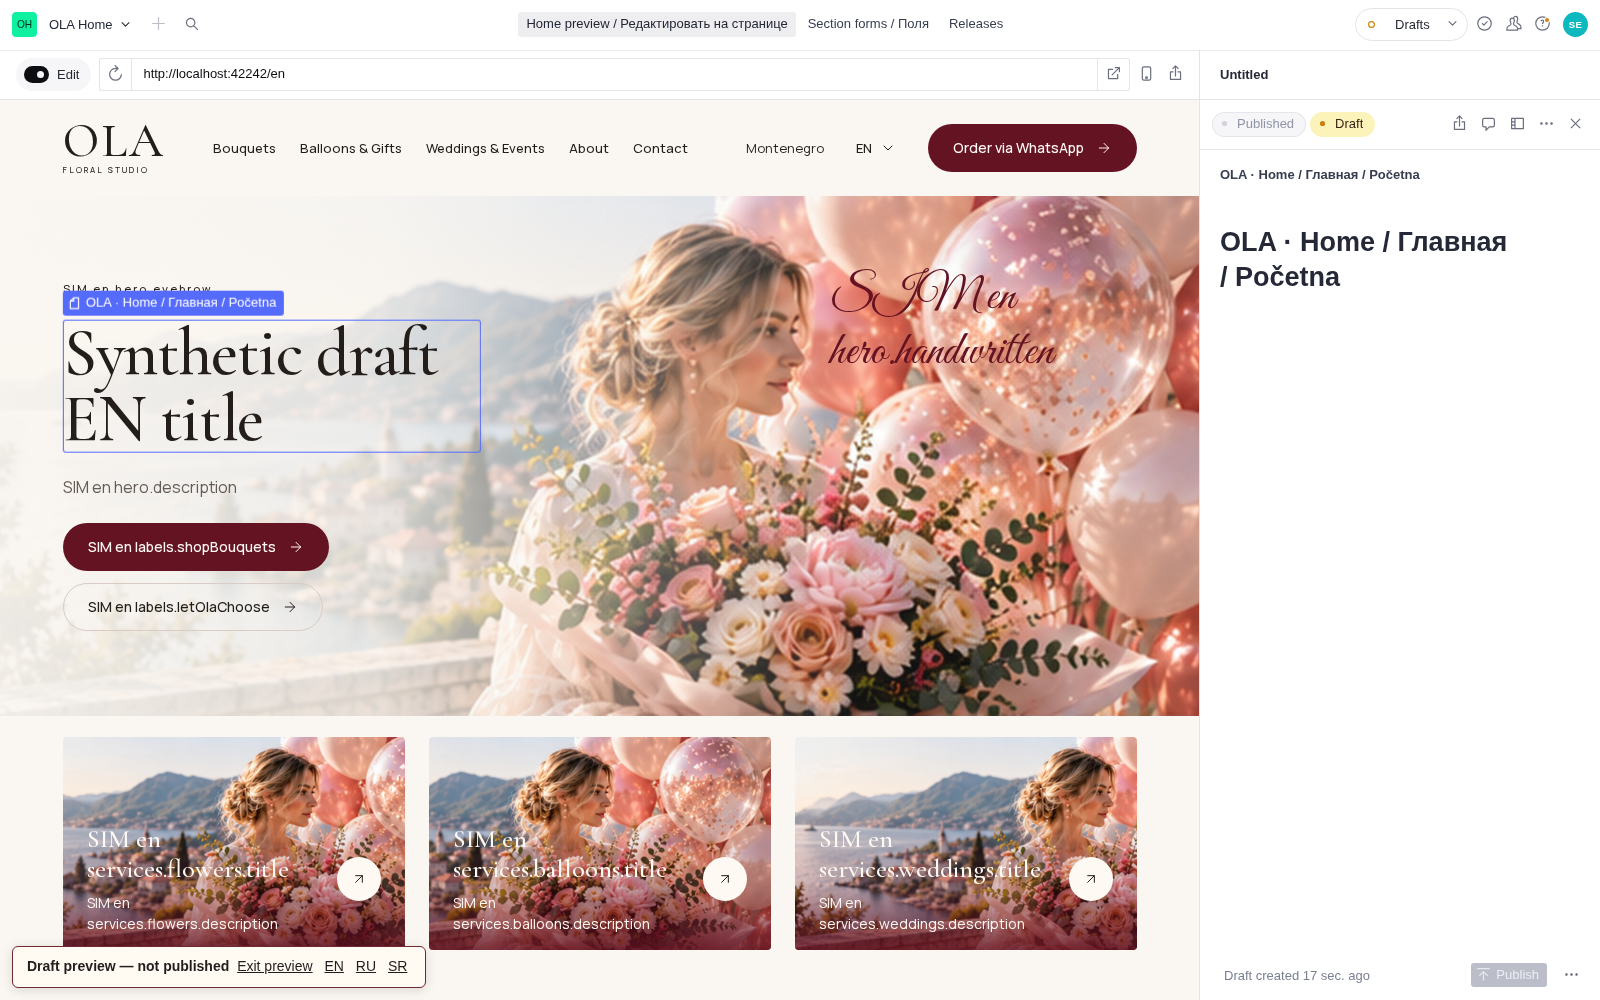 OH
OLA Home
Home preview / Редактировать на странице
Section forms / Поля
Releases
Drafts
SE
Edit
http://localhost:42242/en
Untitled
Published
Draft
OLA · Home / Главная / Početna
OLA · Home / Главная
/ Početna
OLA
FLORAL STUDIO
Bouquets
Balloons & Gifts
Weddings & Events
About
Contact
Montenegro
EN
Order via WhatsApp
SIM en hero.eyebrow
OLA · Home / Главная / Početna
Synthetic draft
EN title
SIM en
hero.handwritten
SIM en hero.description
SIM en labels.shopBouquets
SIM en labels.letOlaChoose
SIM en
services.flowers.title
SIM en
services.flowers.description
SIM en
services.balloons.title
SIM en
services.balloons.description
SIM en
services.weddings.title
SIM en
services.weddings.description
Draft preview — not published Exit preview EN RU SR
Draft created 17 sec. ago
Publish